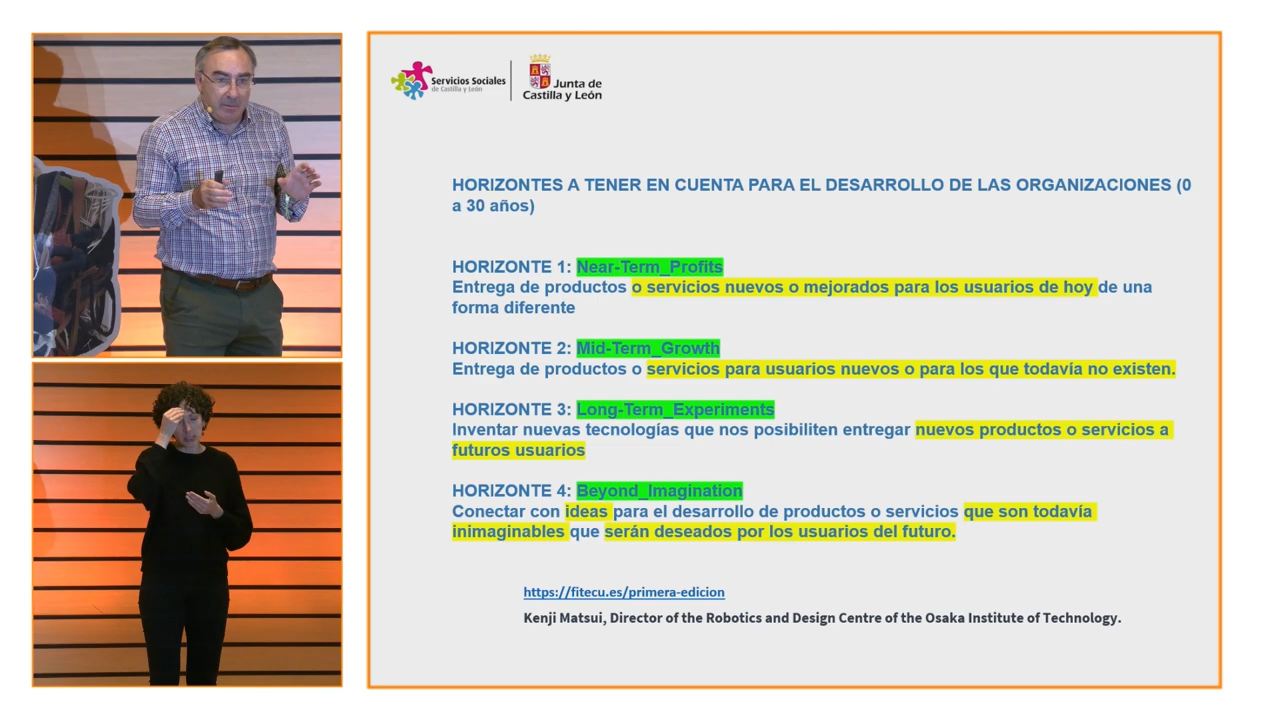 Servicios Sociales
de Castilla y León
Junta de
Castilla y León
HORIZONTES A TENER EN CUENTA PARA EL DESARROLLO DE LAS ORGANIZACIONES (0
a 30 años)
HORIZONTE 1: Near-Term_Profits
Entrega de productos o servicios nuevos o mejorados para los usuarios de hoy de una
forma diferente
HORIZONTE 2: Mid-Term_Growth
Entrega de productos o servicios para usuarios nuevos o para los que todavía no existen.
HORIZONTE 3: Long-Term_Experiments
Inventar nuevas tecnologías que nos posibiliten entregar nuevos productos o servicios a
futuros usuarios
HORIZONTE 4: Beyond_Imagination
Conectar con ideas para el desarrollo de productos o servicios que son todavía
inimaginables que serán deseados por los usuarios del futuro.
https://fitecu.es/primera-edicion
Kenji Matsui, Director of the Robotics and Design Centre of the Osaka Institute of Technology.